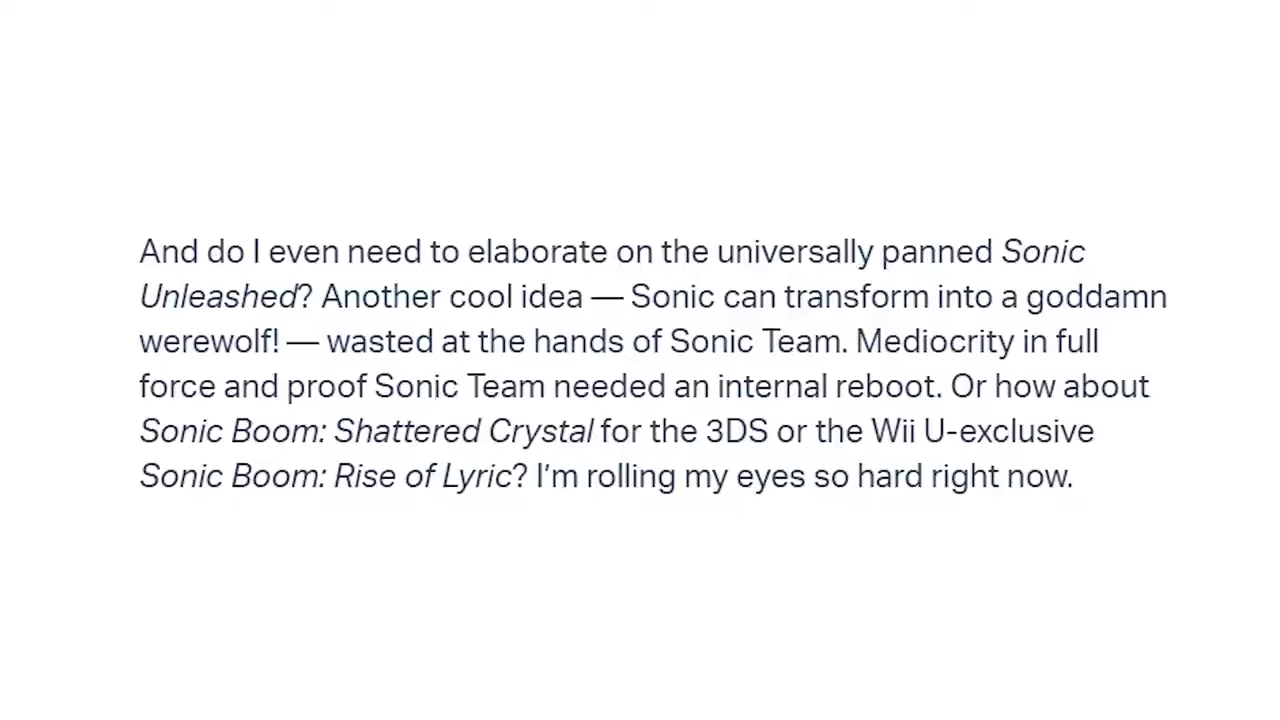 And do I even need to elaborate on the universally panned Sonic
Unleashed? Another cool idea — Sonic can transform into a goddamn
werewolf! — wasted at the hands of Sonic Team. Mediocrity in full
force and proof Sonic Team needed an internal reboot. Or how about
Sonic Boom: Shattered Crystal for the 3DS or the Wii U-exclusive
Sonic Boom: Rise of Lyric? I'm rolling my eyes so hard right now.